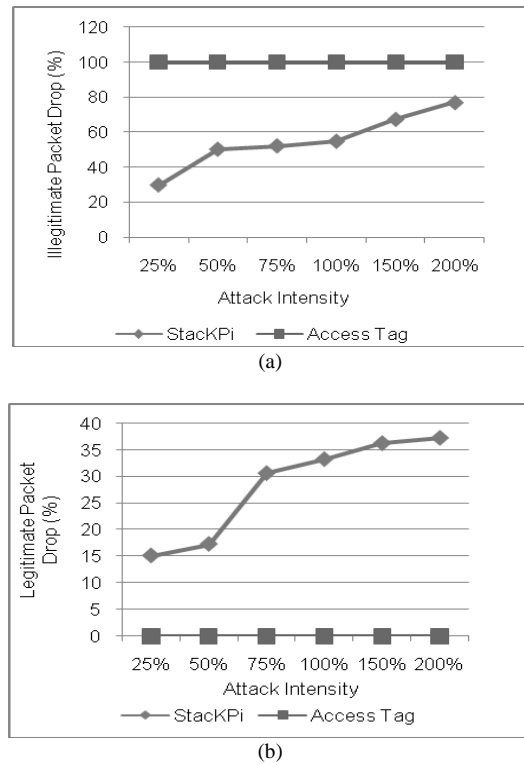 Illegitimate Packet Drop (%)
120
100
80
60
40
20
0
25% 50% 75% 100% 150% 200%
Attack Intensity
StacKPi Access Tag
(a)
Legitimate Packet
Drop (%)
40
35
30
25
20
15
10
5
0
25% 50% 75% 100% 150% 200%
Attack Intensity
StacKPi Access Tag
(b)